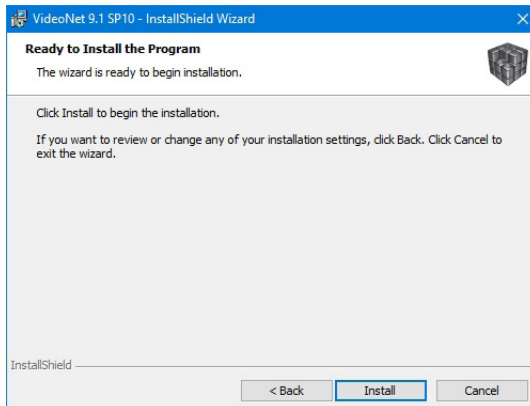 VideoNet 9.1 SP10 - InstallShield Wizard
Ready to Install the Program
The wizard is ready to begin installation.
Click Install to begin the installation.
If you want to review or change any of your installation settings, click Back. Click Cancel to
exit the wizard.
InstallShield
< Back Install Cancel